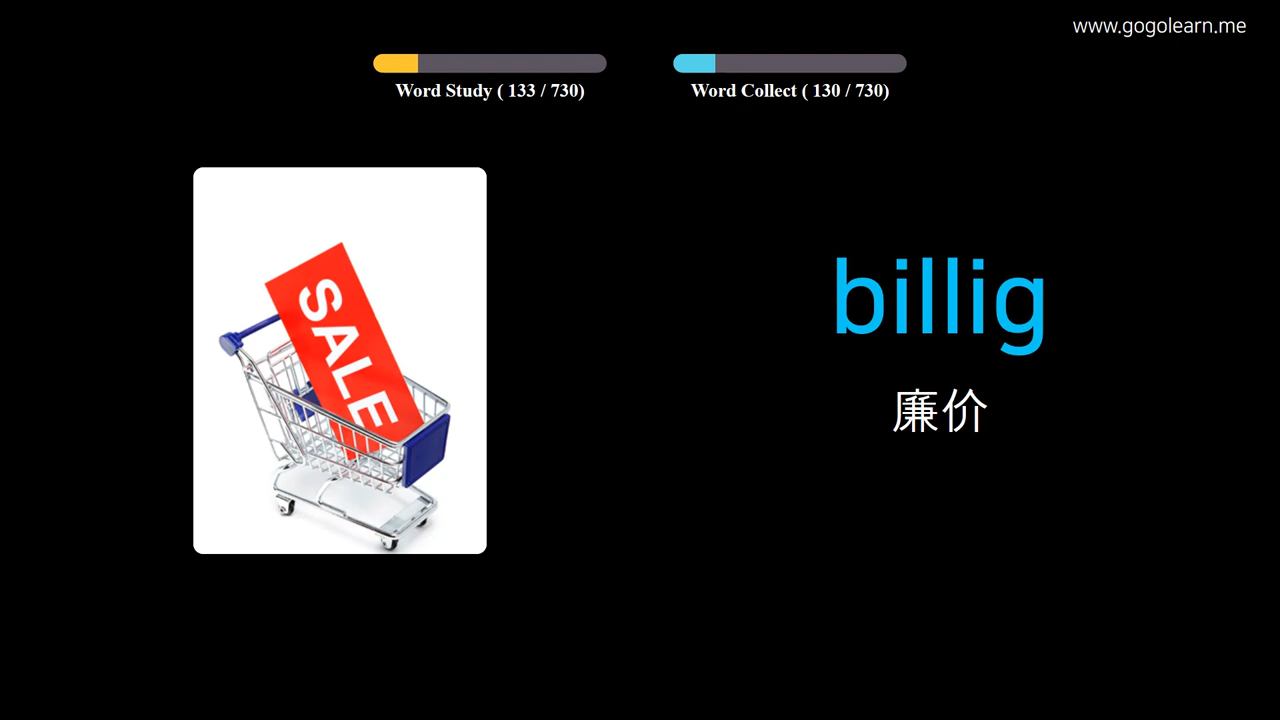 www.gogolearn.me
Word Study ( 133 / 730)
Word Collect ( 130 / 730)
SALE
billig
廉价